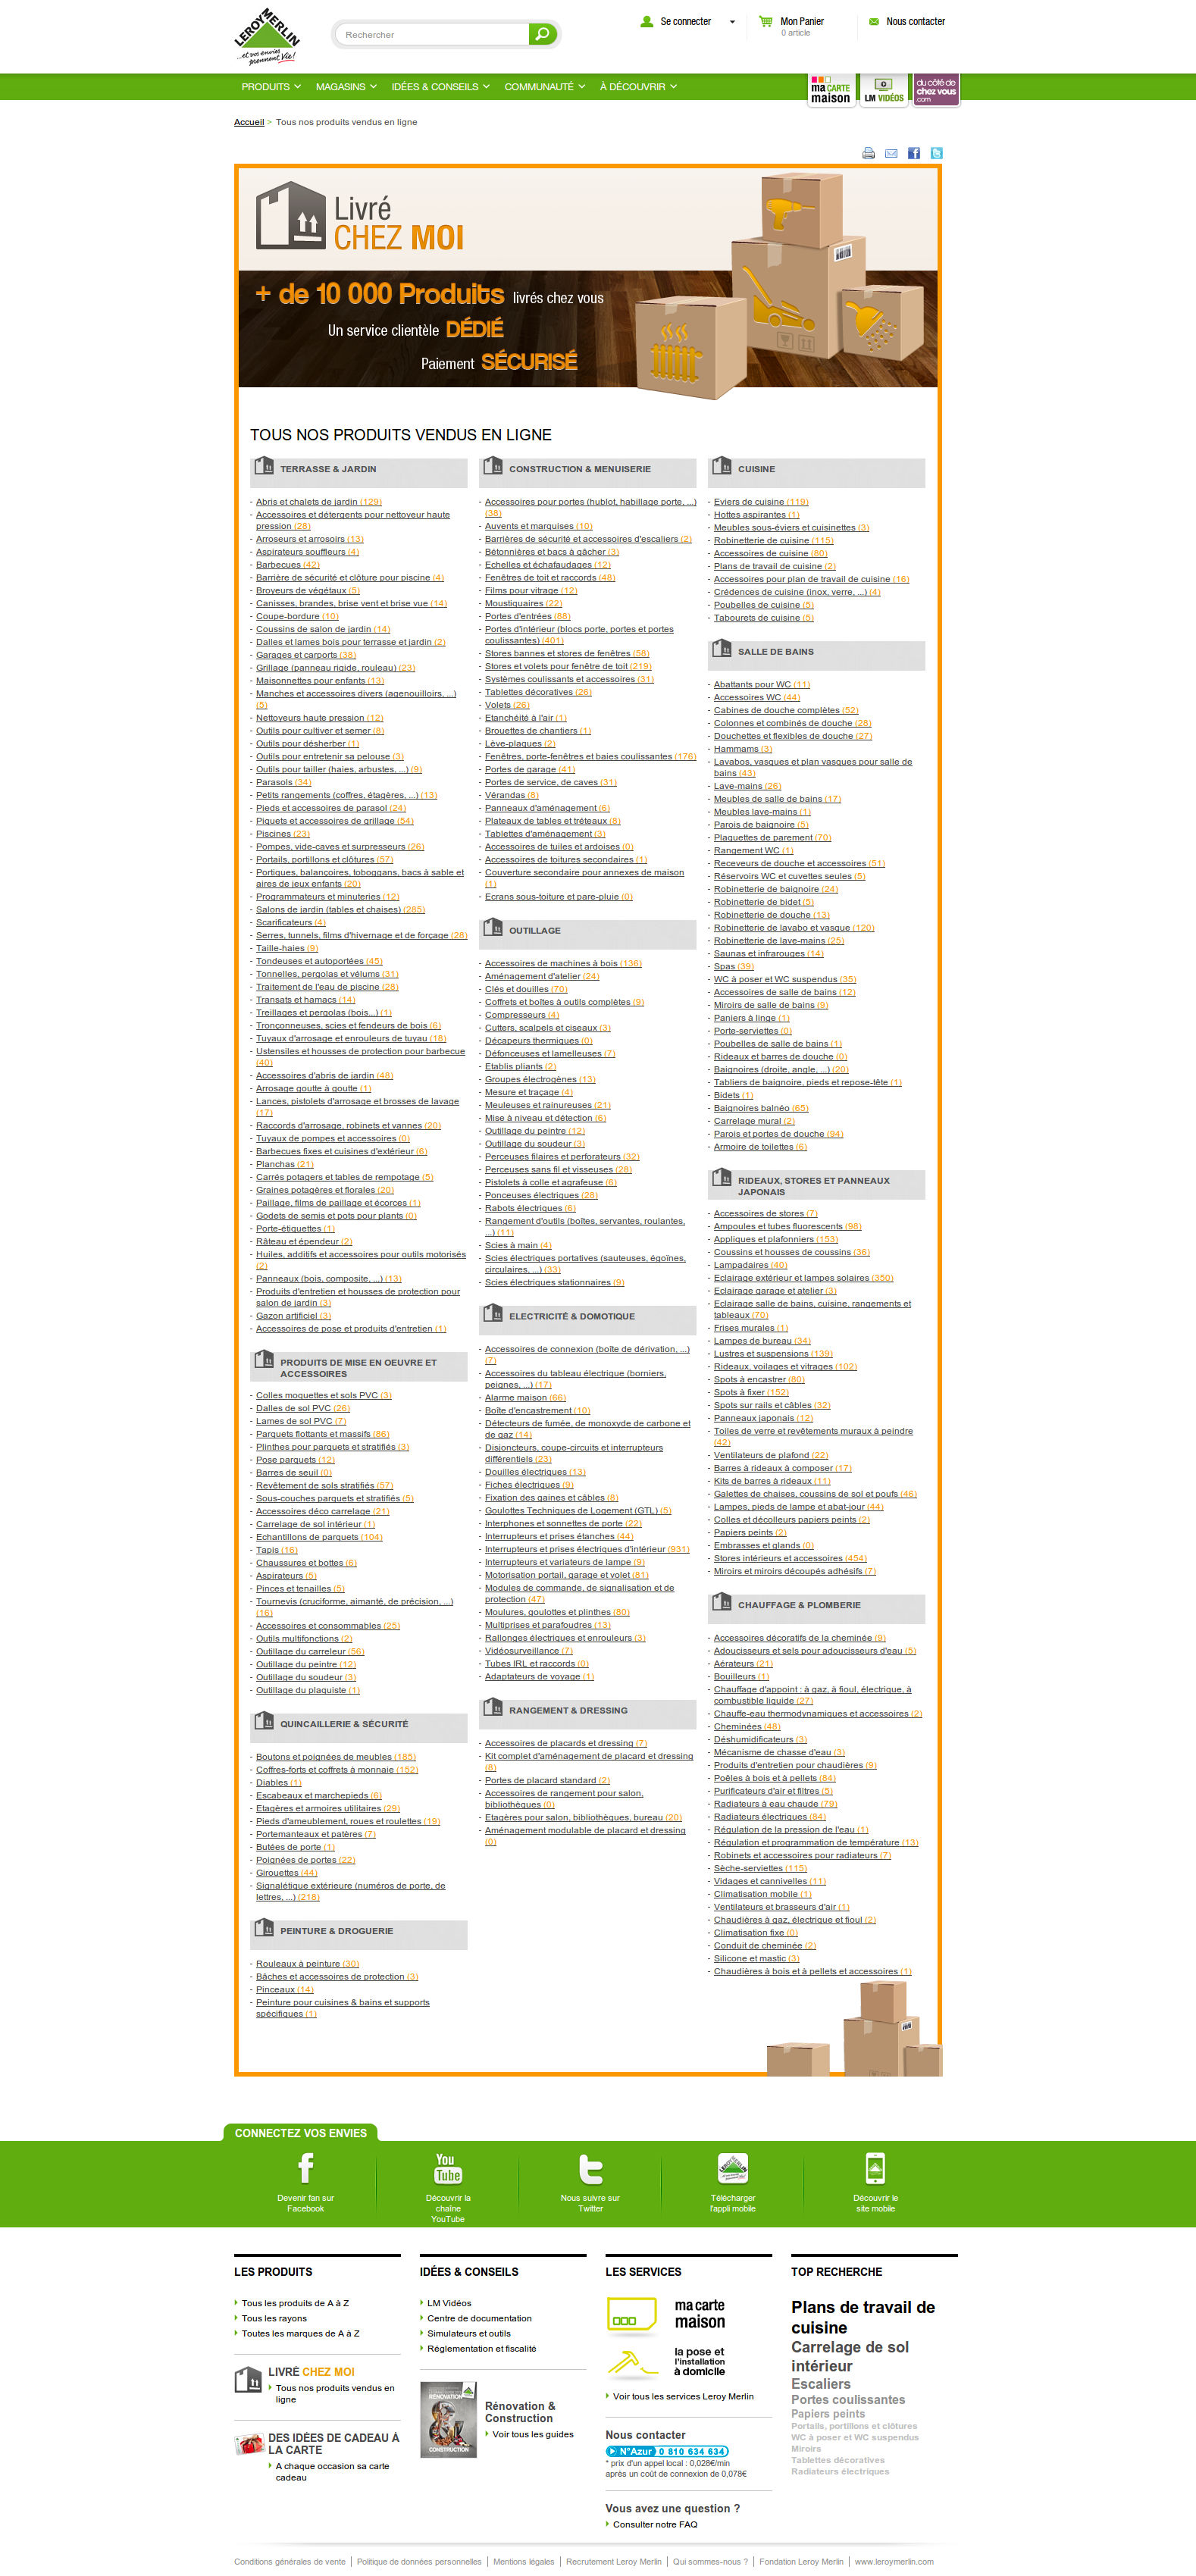 LEROY MERLIN
...et vos envies prennent Vie !
Rechercher
Se connecter
Mon Panier
0 article
Nous contacter
PRODUITS
MAGASINS
IDÉES & CONSEILS
COMMUNAUTÉ
À DÉCOUVRIR
ma CARTE maison
LM VIDÉOS
du côté de chez vous .com
Accueil > Tous nos produits vendus en ligne
Livré
CHEZ MOI
+ de 10 000 Produits livrés chez vous
Un service clientèle DÉDIÉ
Paiement SÉCURISÉ
TOUS NOS PRODUITS VENDUS EN LIGNE
TERRASSE & JARDIN
- Abris et chalets de jardin (129)
- Accessoires et détergents pour nettoyeur haute
pression (28)
- Arroseurs et arrosoirs (13)
- Aspirateurs souffleurs (4)
- Barbecues (42)
- Barrière de sécurité et clôture pour piscine (4)
- Broyeurs de végétaux (5)
- Canisses, brandes, brise vent et brise vue (14)
- Coupe-bordure (10)
- Coussins de salon de jardin (14)
- Dalles et lames bois pour terrasse et jardin (2)
- Garages et carports (38)
- Grillage (panneau rigide, rouleau) (23)
- Maisonnettes pour enfants (13)
- Manches et accessoires divers (agenouilloirs, ...)
(5)
- Nettoyeurs haute pression (12)
- Outils pour cultiver et semer (8)
- Outils pour désherber (1)
- Outils pour entretenir sa pelouse (3)
- Outils pour tailler (haies, arbustes, ...) (9)
- Parasols (34)
- Petits rangements (coffres, étagères, ...) (13)
- Pieds et accessoires de parasol (24)
- Piquets et accessoires de grillage (54)
- Piscines (23)
- Pompes, vide-caves et surpresseurs (26)
- Portails, portillons et clôtures (57)
- Portiques, balançoires, toboggans, bacs à sable et
aires de jeux enfants (20)
- Programmateurs et minuteries (12)
- Salons de jardin (tables et chaises) (285)
- Scarificateurs (4)
- Serres, tunnels, films d'hivernage et de forçage (28)
- Taille-haies (9)
- Tondeuses et autoportées (45)
- Tonnelles, pergolas et vélums (31)
- Traitement de l'eau de piscine (28)
- Transats et hamacs (14)
- Treillages et pergolas (bois...) (1)
- Tronçonneuses, scies et fendeurs de bois (6)
- Tuyaux d'arrosage et enrouleurs de tuyau (18)
- Ustensiles et housses de protection pour barbecue
(40)
- Accessoires d'abris de jardin (48)
- Arrosage goutte à goutte (1)
- Lances, pistolets d'arrosage et brosses de lavage
(17)
- Raccords d'arrosage, robinets et vannes (20)
- Tuyaux de pompes et accessoires (0)
- Barbecues fixes et cuisines d'extérieur (6)
- Planchas (21)
- Carrés potagers et tables de rempotage (5)
- Graines potagères et florales (20)
- Paillage, films de paillage et écorces (1)
- Godets de semis et pots pour plants (0)
- Porte-étiquettes (1)
- Râteau et épendeur (2)
- Huiles, additifs et accessoires pour outils motorisés
(2)
- Panneaux (bois, composite, ...) (13)
- Produits d'entretien et housses de protection pour
salon de jardin (3)
- Gazon artificiel (3)
- Accessoires de pose et produits d'entretien (1)
PRODUITS DE MISE EN OEUVRE ET
ACCESSOIRES
- Colles moquettes et sols PVC (3)
- Dalles de sol PVC (26)
- Lames de sol PVC (7)
- Parquets flottants et massifs (86)
- Plinthes pour parquets et stratifiés (3)
- Pose parquets (12)
- Barres de seuil (0)
- Revêtement de sols stratifiés (57)
- Sous-couches parquets et stratifiés (5)
- Accessoires déco carrelage (21)
- Carrelage de sol intérieur (1)
- Echantillons de parquets (104)
- Tapis (16)
- Chaussures et bottes (6)
- Aspirateurs (5)
- Pinces et tenailles (5)
- Tournevis (cruciforme, aimanté, de précision, ...)
(16)
- Accessoires et consommables (25)
- Outils multifonctions (2)
- Outillage du carreleur (56)
- Outillage du peintre (12)
- Outillage du soudeur (3)
- Outillage du plaquiste (1)
QUINCAILLERIE & SÉCURITÉ
- Boutons et poignées de meubles (185)
- Coffres-forts et coffrets à monnaie (152)
- Diables (1)
- Escabeaux et marchepieds (6)
- Etagères et armoires utilitaires (29)
- Pieds d'ameublement, roues et roulettes (19)
- Portemanteaux et patères (7)
- Butées de porte (1)
- Poignées de portes (22)
- Girouettes (44)
- Signalétique extérieure (numéros de porte, de
lettres, ...) (218)
PEINTURE & DROGUERIE
- Rouleaux à peinture (30)
- Bâches et accessoires de protection (3)
- Pinceaux (14)
- Peinture pour cuisines & bains et supports
spécifiques (1)
CONSTRUCTION & MENUISERIE
- Accessoires pour portes (hublot, habillage porte, ...)
(38)
- Auvents et marquises (10)
- Barrières de sécurité et accessoires d'escaliers (2)
- Bétonnières et bacs à gâcher (3)
- Echelles et échafaudages (12)
- Fenêtres de toit et raccords (48)
- Films pour vitrage (12)
- Moustiquaires (22)
- Portes d'entrées (88)
- Portes d'intérieur (blocs porte, portes et portes
coulissantes) (401)
- Stores bannes et stores de fenêtres (58)
- Stores et volets pour fenêtre de toit (219)
- Systèmes coulissants et accessoires (31)
- Tablettes décoratives (26)
- Volets (26)
- Etanchéité à l'air (1)
- Brouettes de chantiers (1)
- Lève-plaques (2)
- Fenêtres, porte-fenêtres et baies coulissantes (176)
- Portes de garage (41)
- Portes de service, de caves (31)
- Vérandas (8)
- Panneaux d'aménagement (6)
- Plateaux de tables et tréteaux (8)
- Tablettes d'aménagement (3)
- Accessoires de tuiles et ardoises (0)
- Accessoires de toitures secondaires (1)
- Couverture secondaire pour annexes de maison
(1)
- Ecrans sous-toiture et pare-pluie (0)
OUTILLAGE
- Accessoires de machines à bois (136)
- Aménagement d'atelier (24)
- Clés et douilles (70)
- Coffrets et boîtes à outils complètes (9)
- Compresseurs (4)
- Cutters, scalpels et ciseaux (3)
- Décapeurs thermiques (0)
- Défonceuses et lamelleuses (7)
- Etablis pliants (2)
- Groupes électrogènes (13)
- Mesure et traçage (4)
- Meuleuses et rainureuses (21)
- Mise à niveau et détection (6)
- Outillage du peintre (12)
- Outillage du soudeur (3)
- Perceuses filaires et perforateurs (32)
- Perceuses sans fil et visseuses (28)
- Pistolets à colle et agrafeuse (6)
- Ponceuses électriques (28)
- Rabots électriques (6)
- Rangement d'outils (boîtes, servantes, roulantes,
...) (11)
- Scies à main (4)
- Scies électriques portatives (sauteuses, égoïnes,
circulaires, ...) (33)
- Scies électriques stationnaires (9)
ELECTRICITÉ & DOMOTIQUE
- Accessoires de connexion (boîte de dérivation, ...)
(7)
- Accessoires du tableau électrique (borniers,
peignes, ...) (17)
- Alarme maison (66)
- Boîte d'encastrement (10)
- Détecteurs de fumée, de monoxyde de carbone et
de gaz (14)
- Disjoncteurs, coupe-circuits et interrupteurs
différentiels (23)
- Douilles électriques (13)
- Fiches électriques (9)
- Fixation des gaines et câbles (8)
- Goulottes Techniques de Logement (GTL) (5)
- Interphones et sonnettes de porte (22)
- Interrupteurs et prises étanches (44)
- Interrupteurs et prises électriques d'intérieur (931)
- Interrupteurs et variateurs de lampe (9)
- Motorisation portail, garage et volet (81)
- Modules de commande, de signalisation et de
protection (47)
- Moulures, goulottes et plinthes (80)
- Multiprises et parafoudres (13)
- Rallonges électriques et enrouleurs (3)
- Vidéosurveillance (7)
- Tubes IRL et raccords (0)
- Adaptateurs de voyage (1)
RANGEMENT & DRESSING
- Accessoires de placards et dressing (7)
- Kit complet d'aménagement de placard et dressing
(8)
- Portes de placard standard (2)
- Accessoires de rangement pour salon,
bibliothèques (0)
- Etagères pour salon, bibliothèques, bureau (20)
- Aménagement modulable de placard et dressing
(0)
CUISINE
- Eviers de cuisine (119)
- Hottes aspirantes (1)
- Meubles sous-éviers et cuisinettes (3)
- Robinetterie de cuisine (115)
- Accessoires de cuisine (80)
- Plans de travail de cuisine (2)
- Accessoires pour plan de travail de cuisine (16)
- Crédences de cuisine (inox, verre, ...) (4)
- Poubelles de cuisine (5)
- Tabourets de cuisine (5)
SALLE DE BAINS
- Abattants pour WC (11)
- Accessoires WC (44)
- Cabines de douche complètes (52)
- Colonnes et combinés de douche (28)
- Douchettes et flexibles de douche (27)
- Hammams (3)
- Lavabos, vasques et plan vasques pour salle de
bains (43)
- Lave-mains (26)
- Meubles de salle de bains (17)
- Meubles lave-mains (1)
- Parois de baignoire (5)
- Plaquettes de parement (70)
- Rangement WC (1)
- Receveurs de douche et accessoires (51)
- Réservoirs WC et cuvettes seules (5)
- Robinetterie de baignoire (24)
- Robinetterie de bidet (5)
- Robinetterie de douche (13)
- Robinetterie de lavabo et vasque (120)
- Robinetterie de lave-mains (25)
- Saunas et infrarouges (14)
- Spas (39)
- WC à poser et WC suspendus (35)
- Accessoires de salle de bains (12)
- Miroirs de salle de bains (9)
- Paniers à linge (1)
- Porte-serviettes (0)
- Poubelles de salle de bains (1)
- Rideaux et barres de douche (0)
- Baignoires (droite, angle, ...) (20)
- Tabliers de baignoire, pieds et repose-tête (1)
- Bidets (1)
- Baignoires balnéo (65)
- Carrelage mural (2)
- Parois et portes de douche (94)
- Armoire de toilettes (6)
RIDEAUX, STORES ET PANNEAUX
JAPONAIS
- Accessoires de stores (7)
- Ampoules et tubes fluorescents (98)
- Appliques et plafonniers (153)
- Coussins et housses de coussins (36)
- Lampadaires (40)
- Eclairage extérieur et lampes solaires (350)
- Eclairage garage et atelier (3)
- Eclairage salle de bains, cuisine, rangements et
tableaux (70)
- Frises murales (1)
- Lampes de bureau (34)
- Lustres et suspensions (139)
- Rideaux, voilages et vitrages (102)
- Spots à encastrer (80)
- Spots à fixer (152)
- Spots sur rails et câbles (32)
- Panneaux japonais (12)
- Toiles de verre et revêtements muraux à peindre
(42)
- Ventilateurs de plafond (22)
- Barres à rideaux à composer (17)
- Kits de barres à rideaux (11)
- Galettes de chaises, coussins de sol et poufs (46)
- Lampes, pieds de lampe et abat-jour (44)
- Colles et décolleurs papiers peints (2)
- Papiers peints (2)
- Embrasses et glands (0)
- Stores intérieurs et accessoires (454)
- Miroirs et miroirs découpés adhésifs (7)
CHAUFFAGE & PLOMBERIE
- Accessoires décoratifs de la cheminée (9)
- Adoucisseurs et sels pour adoucisseurs d'eau (5)
- Aérateurs (21)
- Bouilleurs (1)
- Chauffage d'appoint : à gaz, à fioul, électrique, à
combustible liquide (27)
- Chauffe-eau thermodynamiques et accessoires (2)
- Cheminées (48)
- Déshumidificateurs (3)
- Mécanisme de chasse d'eau (3)
- Produits d'entretien pour chaudières (9)
- Poêles à bois et à pellets (84)
- Purificateurs d'air et filtres (5)
- Radiateurs à eau chaude (79)
- Radiateurs électriques (84)
- Régulation de la pression de l'eau (1)
- Régulation et programmation de température (13)
- Robinets et accessoires pour radiateurs (7)
- Sèche-serviettes (115)
- Vidages et cannivelles (11)
- Climatisation mobile (1)
- Ventilateurs et brasseurs d'air (1)
- Chaudières à gaz, électrique et fioul (2)
- Climatisation fixe (0)
- Conduit de cheminée (2)
- Silicone et mastic (3)
- Chaudières à bois et à pellets et accessoires (1)
CONNECTEZ VOS ENVIES
Devenir fan sur
Facebook
You Tube
Découvrir la
chaîne
YouTube
Nous suivre sur
Twitter
Télécharger
l'appli mobile
Découvrir le
site mobile
LES PRODUITS
Tous les produits de A à Z
Tous les rayons
Toutes les marques de A à Z
LIVRÉ CHEZ MOI
Tous nos produits vendus en
ligne
DES IDÉES DE CADEAU À
LA CARTE
A chaque occasion sa carte
cadeau
IDÉES & CONSEILS
LM Vidéos
Centre de documentation
Simulateurs et outils
Réglementation et fiscalité
RÉNOVATION
CONSTRUCTION
Rénovation &
Construction
Voir tous les guides
LES SERVICES
ma carte
maison
la pose et
l'installation
à domicile
Voir tous les services Leroy Merlin
Nous contacter
N°Azur 0 810 634 634
* prix d'un appel local : 0,028€/min
après un coût de connexion de 0,078€
Vous avez une question ?
Consulter notre FAQ
TOP RECHERCHE
Plans de travail de
cuisine
Carrelage de sol
intérieur
Escaliers
Portes coulissantes
Papiers peints
Portails, portillons et clôtures
WC à poser et WC suspendus
Miroirs
Tablettes décoratives
Radiateurs électriques
Conditions générales de vente | Politique de données personnelles | Mentions légales | Recrutement Leroy Merlin | Qui sommes-nous ? | Fondation Leroy Merlin | www.leroymerlin.com